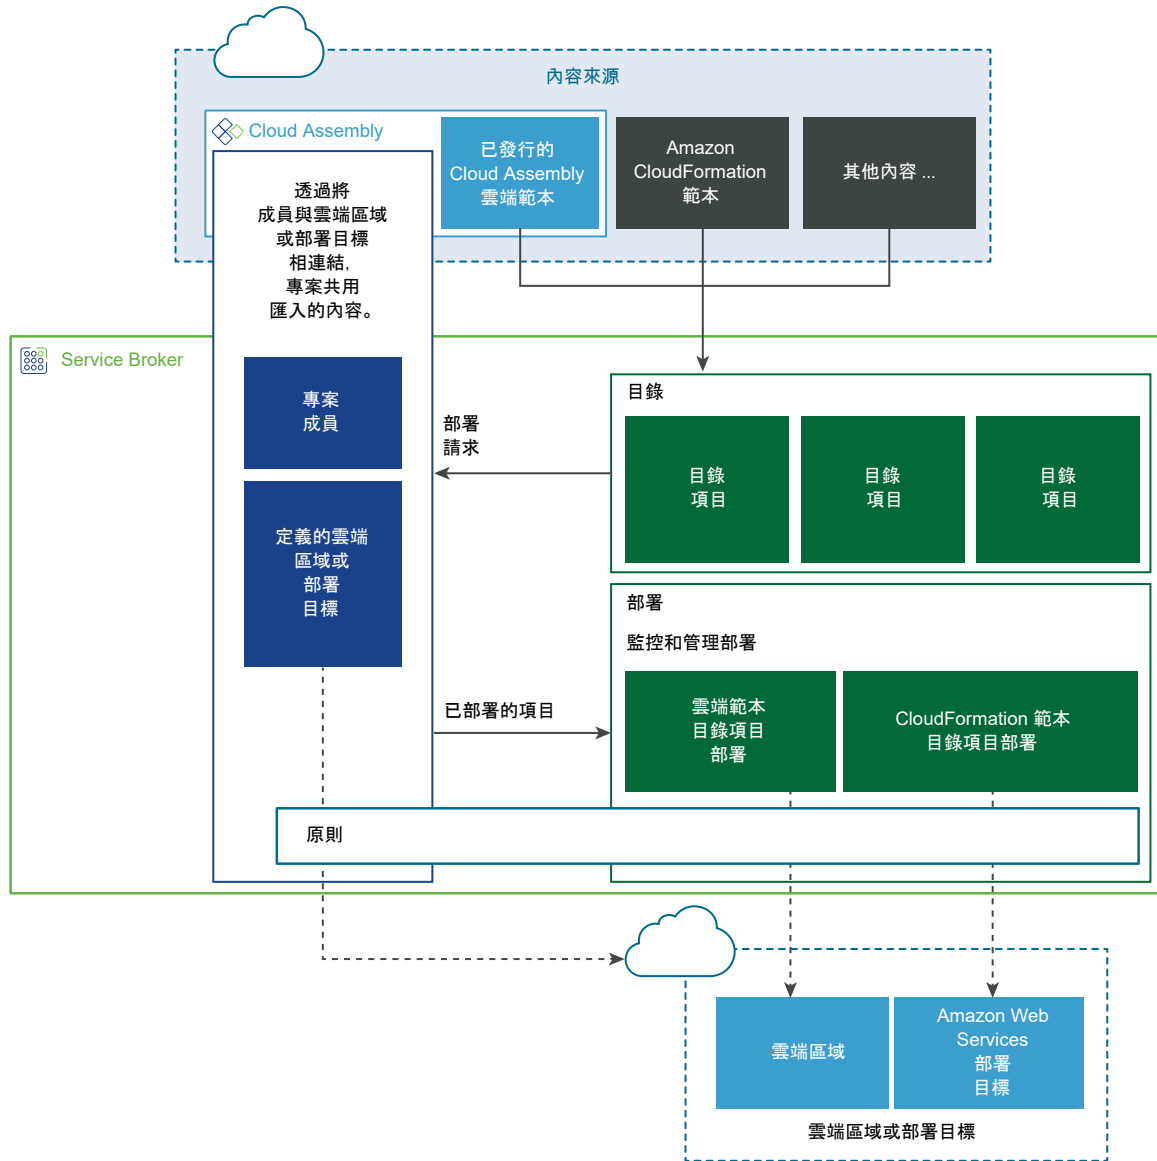 內容來源
Cloud Assembly
已發行的
Cloud Assembly
雲端範本
Amazon
CloudFormation
範本
其他內容 ...
透過將
成員與雲端區域
或部署目標
相連結,
專案共用
匯入的內容。
Service Broker
專案
成員
定義的雲端
區域或
部署
目標
部署
請求
目錄
目錄
項目
目錄
項目
目錄
項目
部署
監控和管理部署
已部署的項目
雲端範本
目錄項目
部署
CloudFormation 範本
目錄項目部署
原則
雲端區域
Amazon Web
Services
部署
目標
雲端區域或部署目標